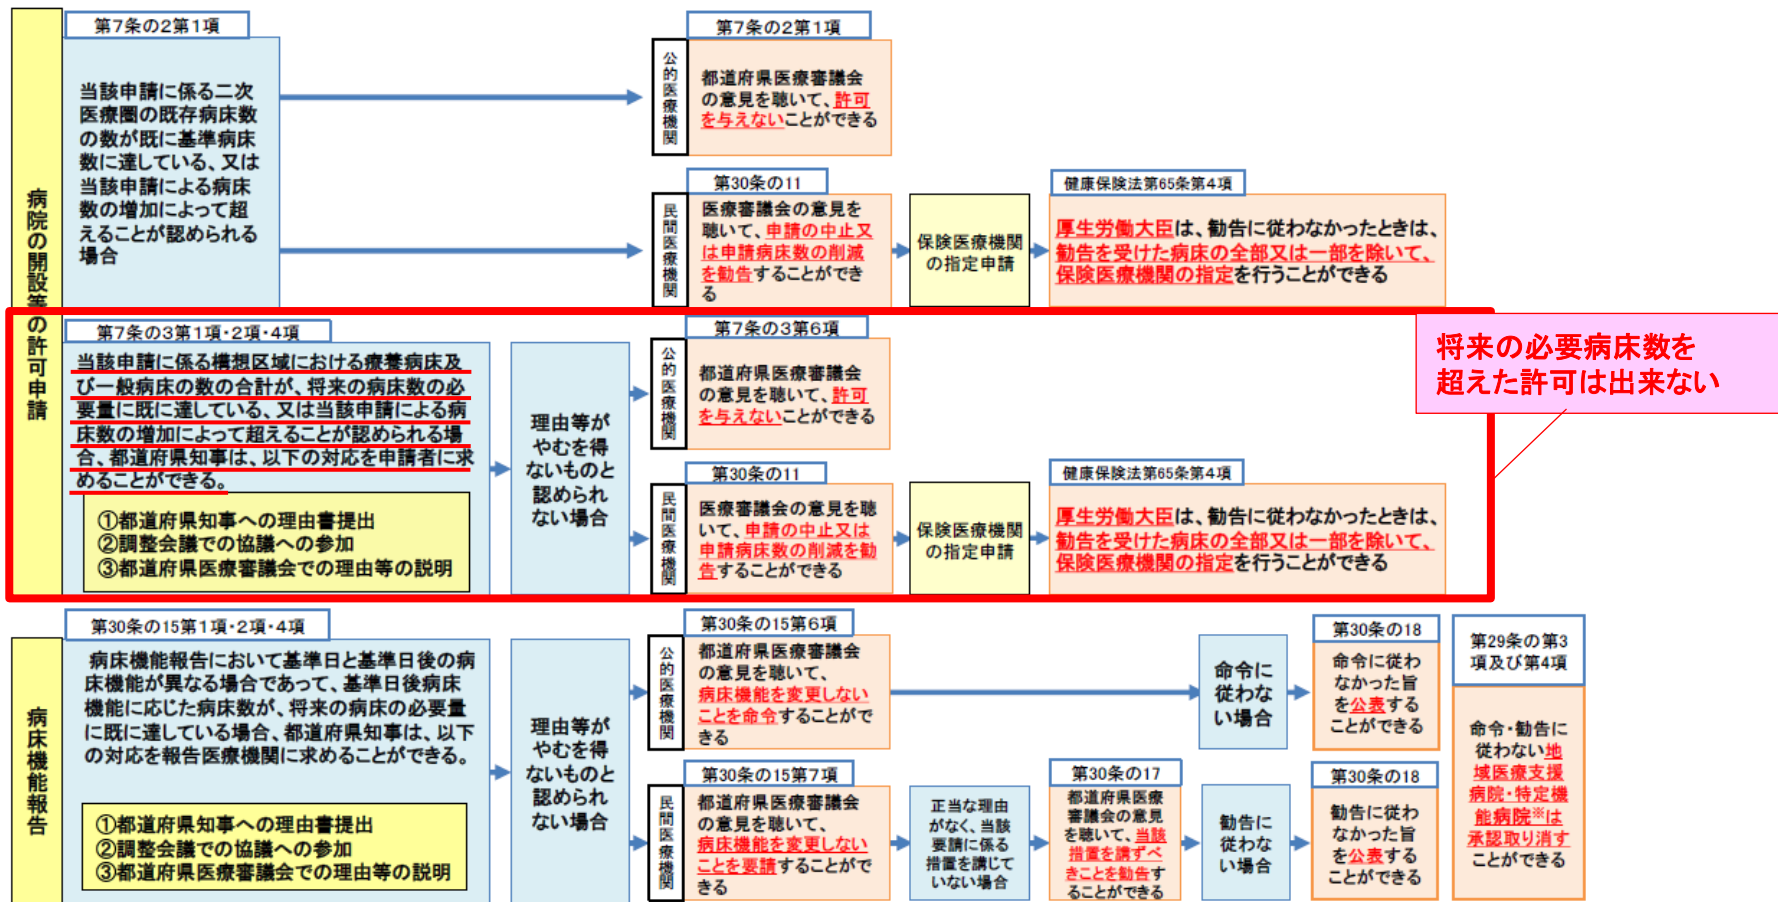 病院の開設等の許可申請
第7条の2第1項
当該申請に係る二次
医療圏の既存病床数
の数が既に基準病床
数に達している、又は
当該申請による病床
数の増加によって超
えることが認められる
場合
公的医療機関
第7条の2第1項
都道府県医療審議会
の意見を聴いて、許可
を与えないことができる
民間医療機関
第30条の11
医療審議会の意見を
聴いて、申請の中止又
は申請病床数の削減
を勧告することができ
る
保険医療機関
の指定申請
健康保険法第65条第4項
厚生労働大臣は、勧告に従わなかったときは、
勧告を受けた病床の全部又は一部を除いて、
保険医療機関の指定を行うことができる
第7条の3第1項・2項・4項
当該申請に係る構想区域における療養病床及
び一般病床の数の合計が、将来の病床数の必
要量に既に達している、又は当該申請による病
床数の増加によって超えることが認められる場
合、都道府県知事は、以下の対応を申請者に求
めることができる。
①都道府県知事への理由書提出
②調整会議での協議への参加
③都道府県医療審議会での理由等の説明
理由等が
やむを得
ないものと
認められ
ない場合
公的医療機関
第7条の3第6項
都道府県医療審議会
の意見を聴いて、許可
を与えないことができる
民間医療機関
第30条の11
医療審議会の意見を聴
いて、申請の中止又は
申請病床数の削減を勧
告することができる
保険医療機関
の指定申請
健康保険法第65条第4項
厚生労働大臣は、勧告に従わなかったときは、
勧告を受けた病床の全部又は一部を除いて、
保険医療機関の指定を行うことができる
将来の必要病床数を
超えた許可は出来ない
病床機能報告
第30条の15第1項・2項・4項
病床機能報告において基準日と基準日後の病
床機能が異なる場合であって、基準日後病床
機能に応じた病床数が、将来の病床の必要量
に既に達している場合、都道府県知事は、以下
の対応を報告医療機関に求めることができる。
①都道府県知事への理由書提出
②調整会議での協議への参加
③都道府県医療審議会での理由等の説明
理由等が
やむを得
ないものと
認められ
ない場合
公的医療機関
第30条の15第6項
都道府県医療審議会
の意見を聴いて、
病床機能を変更しない
ことを命令することがで
きる
命令に
従わな
い場合
第30条の18
命令に従わ
なかった旨
を公表する
ことができる
民間医療機関
第30条の15第7項
都道府県医療審議会
の意見を聴いて、
病床機能を変更しない
ことを要請することがで
きる
正当な理由
がなく、当該
要請に係る
措置を講じて
いない場合
第30条の17
都道府県医療
審議会の意見
を聴いて、当該
措置を講ずべ
きことを勧告す
ることができる
勧告に
従わな
い場合
第30条の18
勧告に従わ
なかった旨
を公表する
ことができる
第29条の第3
項及び第4項
命令・勧告に
従わない地
域医療支援
病院・特定機
能病院※は
承認取り消す
ことができる